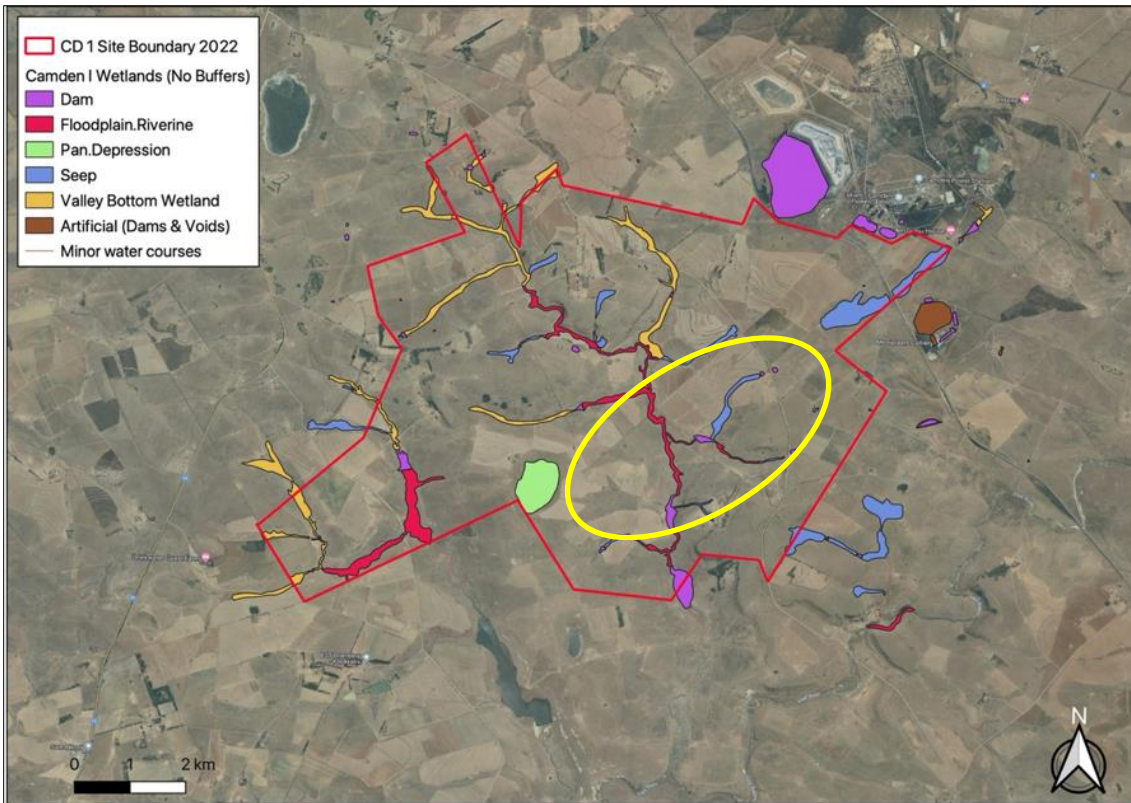 CD 1 Site Boundary 2022
Camden I Wetlands (No Buffers)
Dam
Floodplain.Riverine
Pan.Depression
Seep
Valley Bottom Wetland
Artificial (Dams & Voids)
Minor water courses
N
0 1 2 km